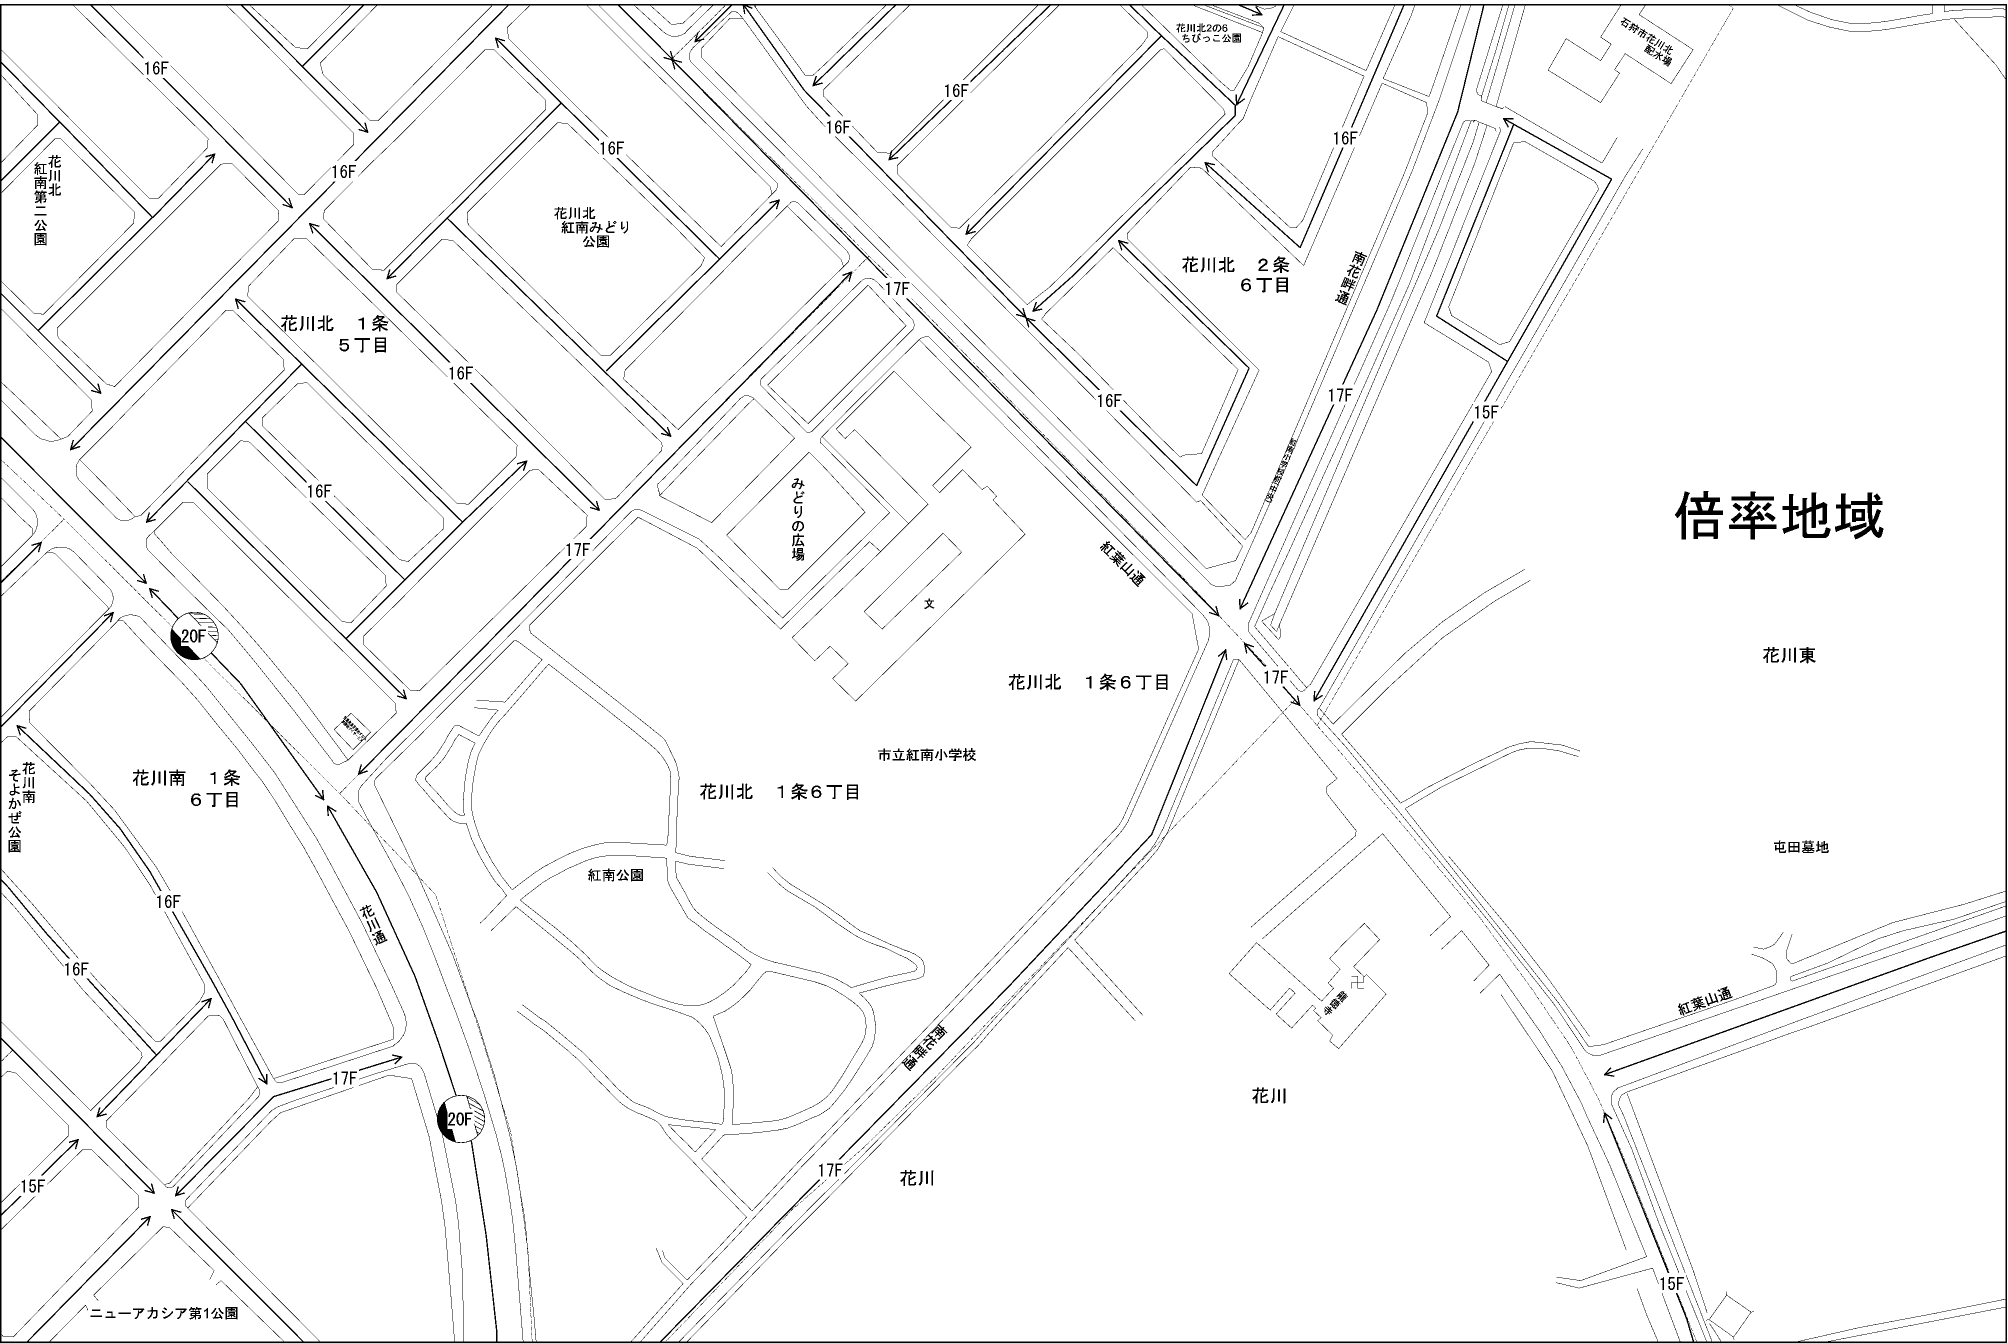 花川北2の6
ちびっこ公園
石狩市花川北
配水場
16F
16F
16F
16F
16F
16F
花川北
紅南第二公園
花川北
紅南みどり
公園
花川北　2条
6丁目
南花畔通
17F
花川北　1条
5丁目
16F
16F
17F
15F
16F
みどりの広場
倍率地域
17F
紅葉山通
文
20F
花川東
17F
花川北　1条6丁目
市立紅南小学校
花川南　1条
6丁目
花川北　1条6丁目
花川南
そよかぜ公園
屯田墓地
紅南公園
16F
花川通
16F
卍
紅葉山通
南花畔通
17F
花川
20F
17F
花川
15F
15F
ニューアカシア第1公園